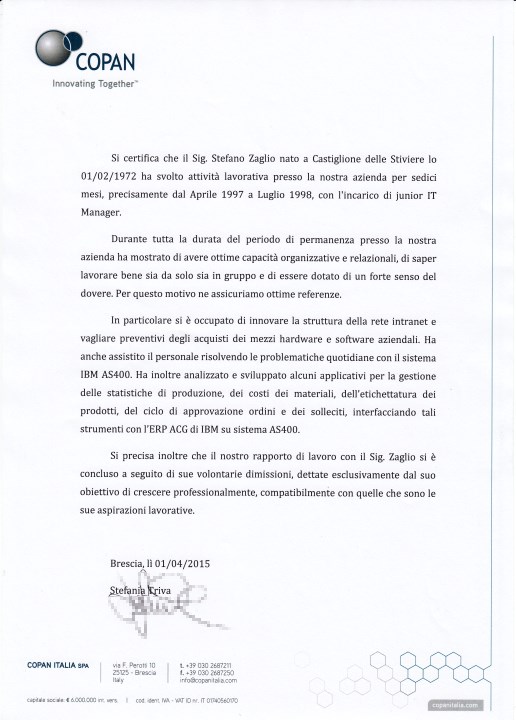 COPAN
Innovating Together™
Si certifica che il Sig. Stefano Zaglio nato a Castiglione delle Stiviere lo
01/02/1972 ha svolto attività lavorativa presso la nostra azienda per sedici
mesi, precisamente dal Aprile 1997 a Luglio 1998, con l'incarico di junior IT
Manager.
Durante tutta la durata del periodo di permanenza presso la nostra
azienda ha mostrato di avere ottime capacità organizzative e relazionali, di saper
lavorare bene sia da solo sia in gruppo e di essere dotato di un forte senso del
dovere. Per questo motivo ne assicuriamo ottime referenze.
In particolare si è occupato di innovare la struttura della rete intranet e
vagliare preventivi degli acquisti dei mezzi hardware e software aziendali. Ha
anche assistito il personale risolvendo le problematiche quotidiane con il sistema
IBM AS400. Ha inoltre analizzato e sviluppato alcuni applicativi per la gestione
delle statistiche di produzione, dei costi dei materiali, dell'etichettatura dei
prodotti, del ciclo di approvazione ordini e dei solleciti, interfacciando tali
strumenti con l'ERP ACG di IBM su sistema AS400.
Si precisa inoltre che il nostro rapporto di lavoro con il Sig. Zaglio si è
concluso a seguito di sue volontarie dimissioni, dettate esclusivamente dal suo
obiettivo di crescere professionalmente, compatibilmente con quelle che sono le
sue aspirazioni lavorative.
Brescia, lì 01/04/2015
Stefania Triva
COPAN ITALIA SPA
via F. Perotti 10
25125 - Brescia
Italy
t. +39 030 2687211
f. +39 030 2687250
info@copanitalia.com
copanitalia.com
capitale sociale: € 6.000.000 int. vers. | cod. dent. IVA - VAT ID nr. IT 01740560170